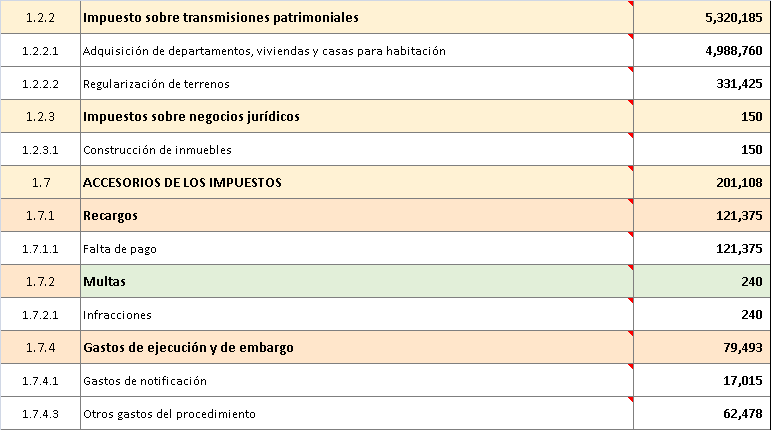 1.2.2 Impuesto sobre transmisiones patrimoniales 5,320,185
1.2.2.1 Adquisición de departamentos, viviendas y casas para habitación 4,988,760
1.2.2.2 Regularización de terrenos 331,425
1.2.3 Impuestos sobre negocios jurídicos 150
1.2.3.1 Construcción de inmuebles 150
1.7 ACCESORIOS DE LOS IMPUESTOS 201,108
1.7.1 Recargos 121,375
1.7.1.1 Falta de pago 121,375
1.7.2 Multas 240
1.7.2.1 Infracciones 240
1.7.4 Gastos de ejecución y de embargo 79,493
1.7.4.1 Gastos de notificación 17,015
1.7.4.3 Otros gastos del procedimiento 62,478